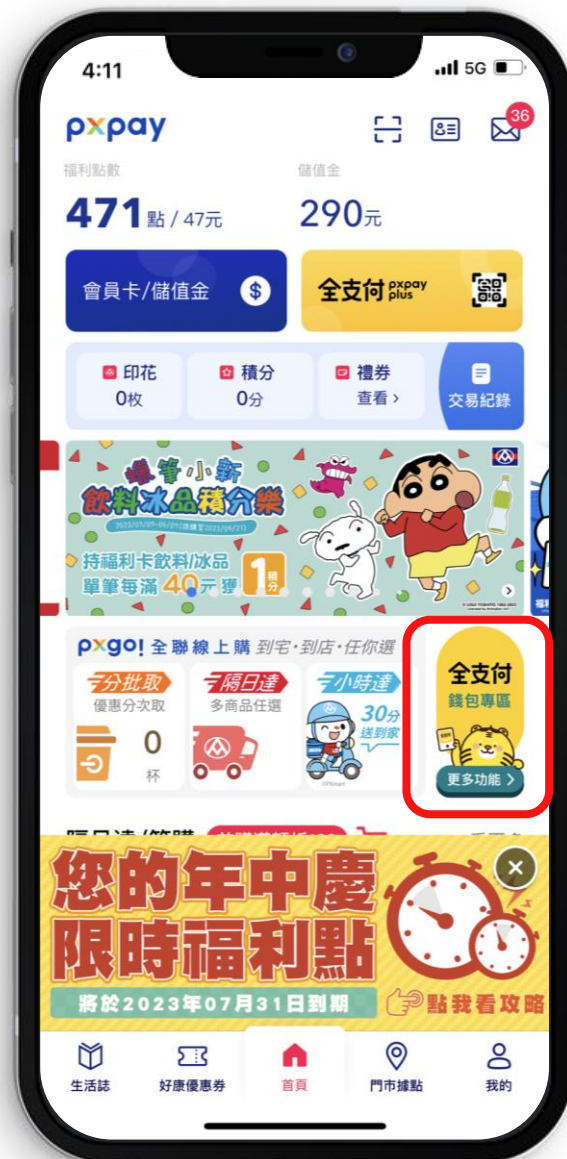 4:11
5G
pxpay
36
福利點數
儲值金
471點 / 47元
290元
會員卡/儲值金
$
全支付 pxpay plus
印花
0枚
積分
0分
禮券
查看 >
交易紀錄
蠟筆小新
飲料冰品積分樂
持福利卡飲料/冰品
單筆每滿40元獲1積分
pxgo! 全聯線上購 到宅·到店·任你選
分批取
優惠分次取
0
杯
隔日達
多商品任選
小時達
30分
送到家
全支付
錢包專區
更多功能 >
您的年中慶
限時福利點
將於2023年07月31日到期
點我看攻略
生活誌
好康優惠券
首頁
門市據點
我的